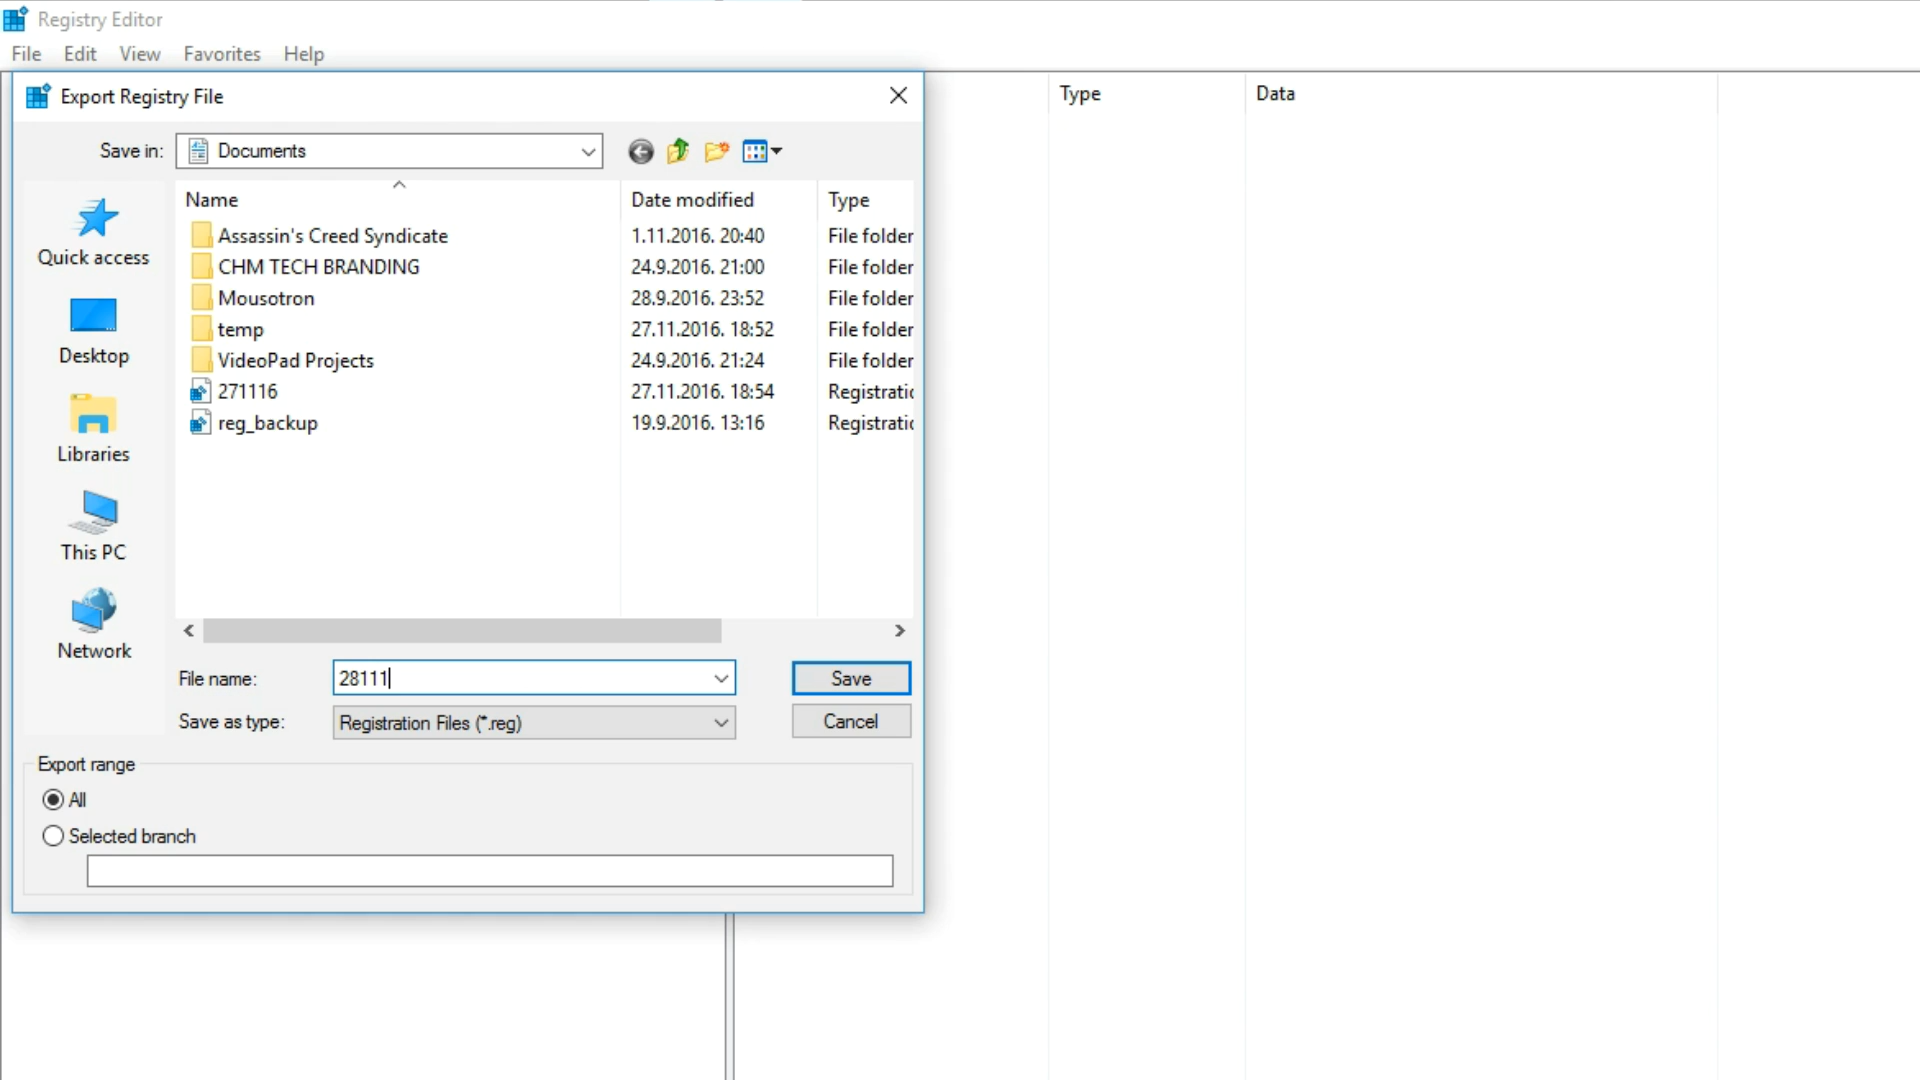 Registry Editor
File Edit View Favorites Help
Export Registry File
Type Data
Save in: Documents
Name Date modified Type
Assassin's Creed Syndicate 1.11.2016. 20:40 File folder
CHM TECH BRANDING 24.9.2016. 21:00 File folder
Mousotron 28.9.2016. 23:52 File folder
temp 27.11.2016. 18:52 File folder
VideoPad Projects 24.9.2016. 21:24 File folder
271116 27.11.2016. 18:54 Registratio
reg_backup 19.9.2016. 13:16 Registratio
Quick access
Desktop
Libraries
This PC
Network
File name: 28111 Save
Save as type: Registration Files (*.reg) Cancel
Export range
All
Selected branch